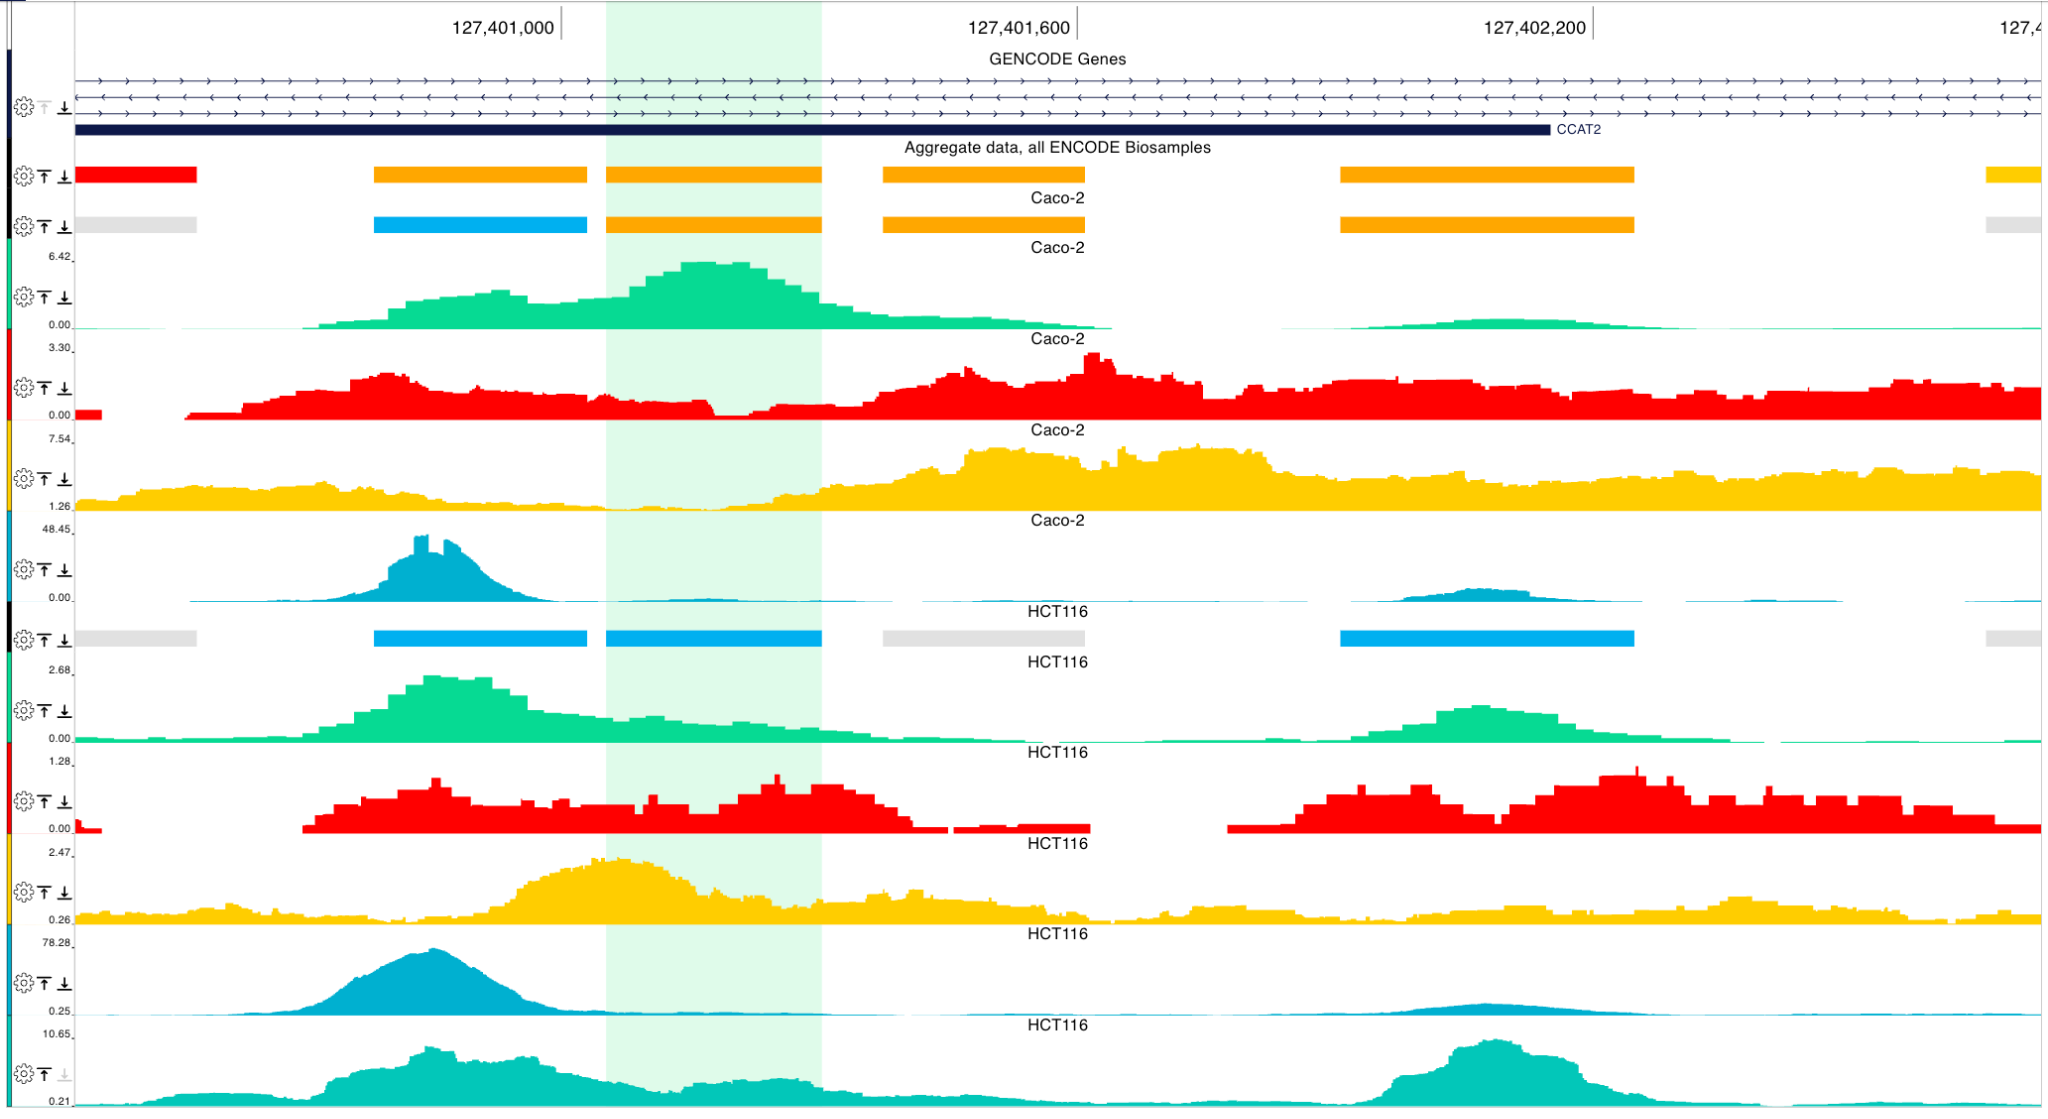 127,401,000 127,401,600 127,402,200 127,4
GENCODE Genes
CCAT2
Aggregate data, all ENCODE Biosamples
Caco-2
Caco-2
6.42
0.00
Caco-2
3.30
0.00
Caco-2
7.54
1.26
Caco-2
48.45
0.00
HCT116
HCT116
2.68
0.00
HCT116
1.28
0.00
HCT116
2.47
0.26
HCT116
78.28
0.25
HCT116
10.65
0.21